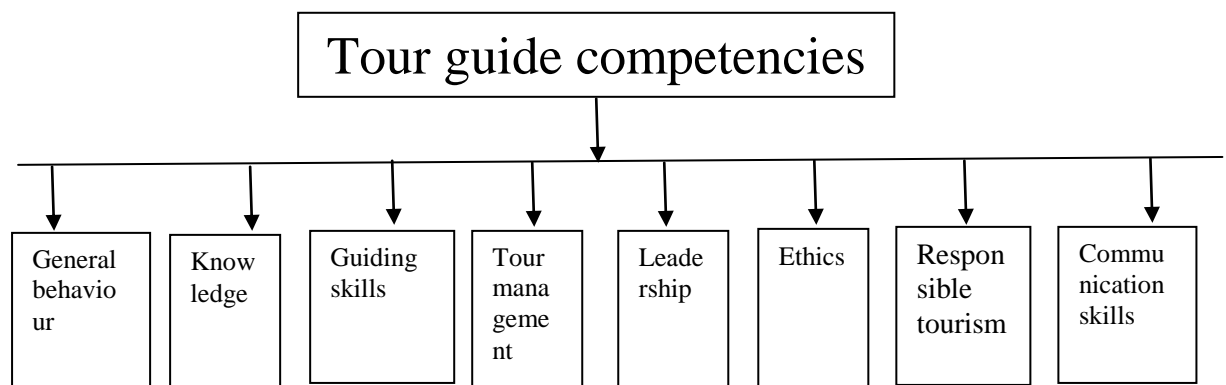 Tour guide competencies
General
behavio
ur
Know
ledge
Guiding
skills
Tour
mana
geme
nt
Leade
rship
Ethics
Respon
sible
tourism
Commu
nication
skills